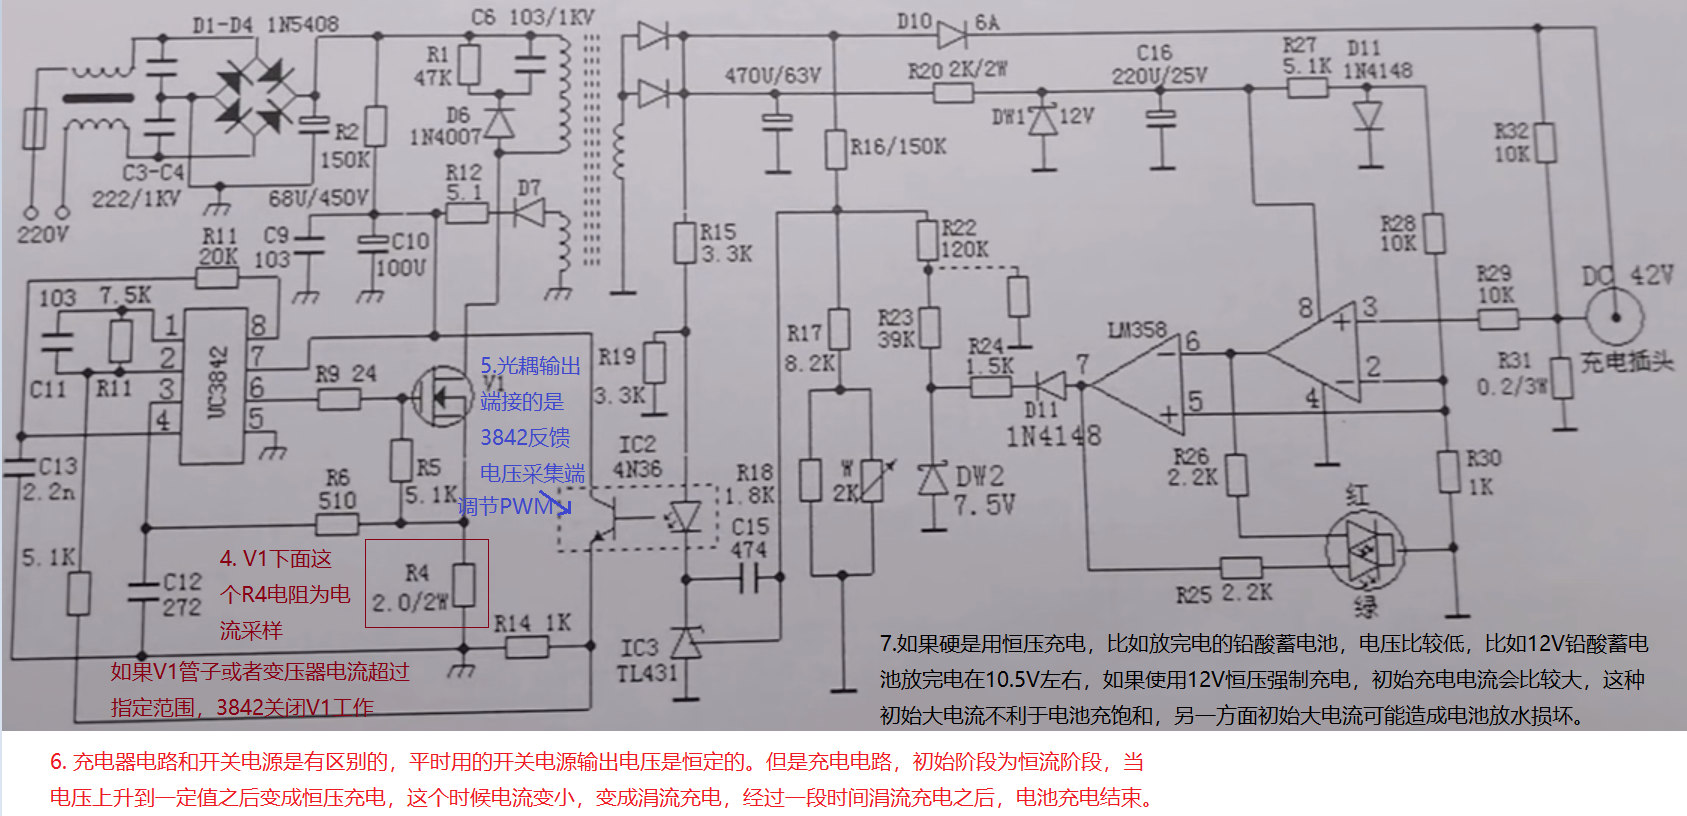 D1-D4 1N5408
C6 103/1KV
D10 6A
R1
47K
470U/63V
R20 2K/2W
C16
220U/25V
R27
5.1K
D11
1N4148
D6
1N4007
R2
150K
DW1 12V
R32
10K
R16/150K
C3-C4
222/1KV
68U/450V
R12
5.1
D7
220V
R11
20K
C9
103
C10
100U
R15
3.3K
R22
120K
R28
10K
R29
10K
DC 42V
103
7.5K
1
2
3
4
8
7
6
5
UC3842
C11
R11
R9 24
V1
R19
3.3K
R17
8.2K
R23
39K
R24
1.5K
D11
1N4148
LM358
7
6
5
8
3
2
4
R31
0.2/3W
充电插头
5.光耦输出
端接的是
3842反馈
电压采集端
调节PWM
C13
2.2n
R6
510
R5
5.1K
IC2
4N36
R18
1.8K
W
2K
DW2
7.5V
R26
2.2K
R30
1K
红
绿
C15
474
R25 2.2K
5.1K
C12
272
4. V1下面这
个R4电阻为电
流采样
R4
2.0/2W
R14 1K
IC3
TL431
如果V1管子或者变压器电流超过
指定范围，3842关闭V1工作
7.如果硬是用恒压充电，比如放完电的铅酸蓄电池，电压比较低，比如12V铅酸蓄电
池放完电在10.5V左右，如果使用12V恒压强制充电，初始充电电流会比较大，这种
初始大电流不利于电池充饱和，另一方面初始大电流可能造成电池放水损坏。
6. 充电器电路和开关电源是有区别的，平时用的开关电源输出电压是恒定的。但是充电电路，初始阶段为恒流阶段，当
电压上升到一定值之后变成恒压充电，这个时候电流变小，变成涓流充电，经过一段时间涓流充电之后，电池充电结束。